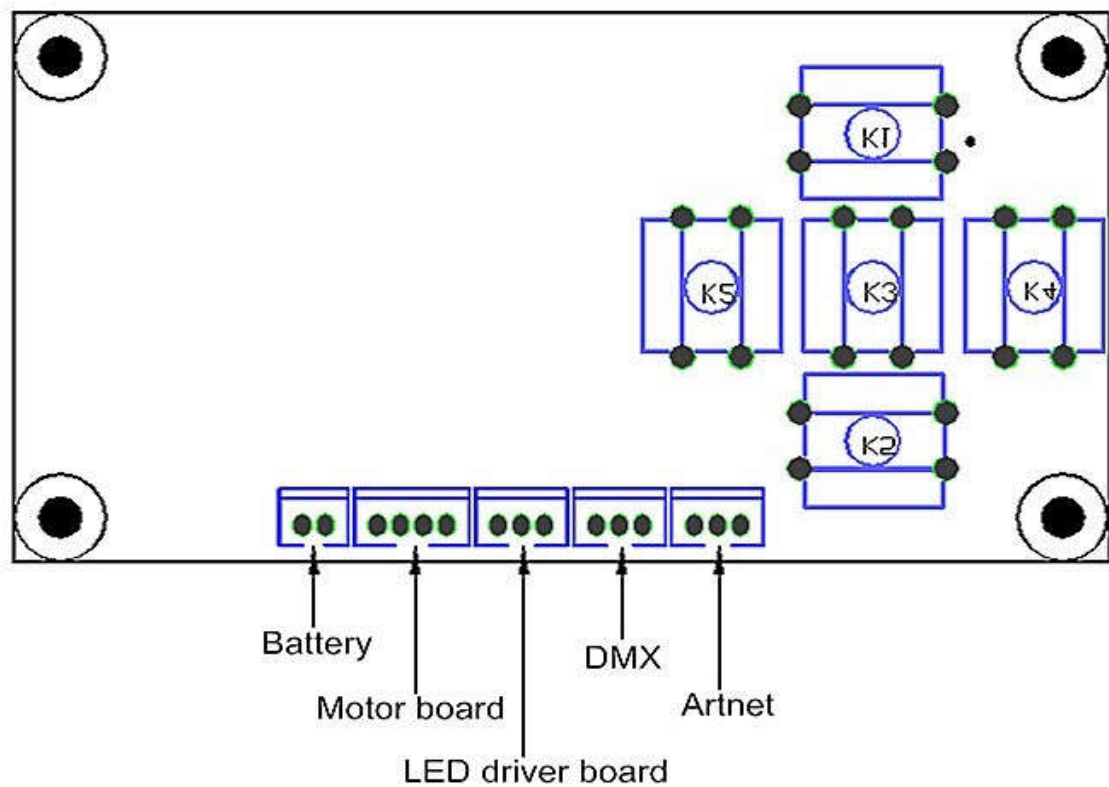 K1
K5 K3 K4
K2
Battery
DMX
Motor board
Artnet
LED driver board